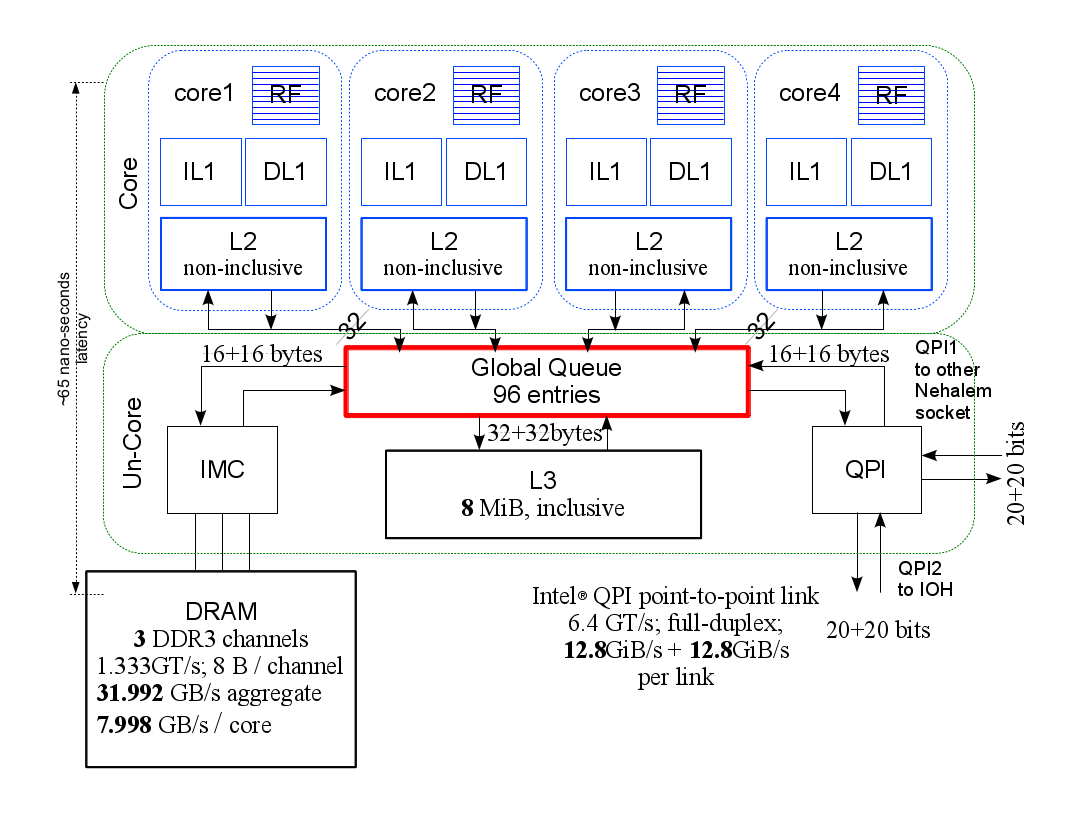 core1
RF
core2
RF
core3
RF
core4
RF
IL1
DL1
IL1
DL1
IL1
DL1
IL1
DL1
Core
L2
non-inclusive
L2
non-inclusive
L2
non-inclusive
L2
non-inclusive
~65 nano-seconds
latency
32
32
16+16 bytes
Global Queue
96 entries
16+16 bytes
QPI1
to other
Nehalem
socket
Un-Core
32+32bytes
IMC
L3
8 MiB, inclusive
QPI
20+20 bits
QPI2
to IOH
20+20 bits
DRAM
3 DDR3 channels
1.333GT/s; 8 B / channel
31.992 GB/s aggregate
7.998 GB/s / core
Intel® QPI point-to-point link
6.4 GT/s; full-duplex;
12.8GiB/s + 12.8GiB/s
per link